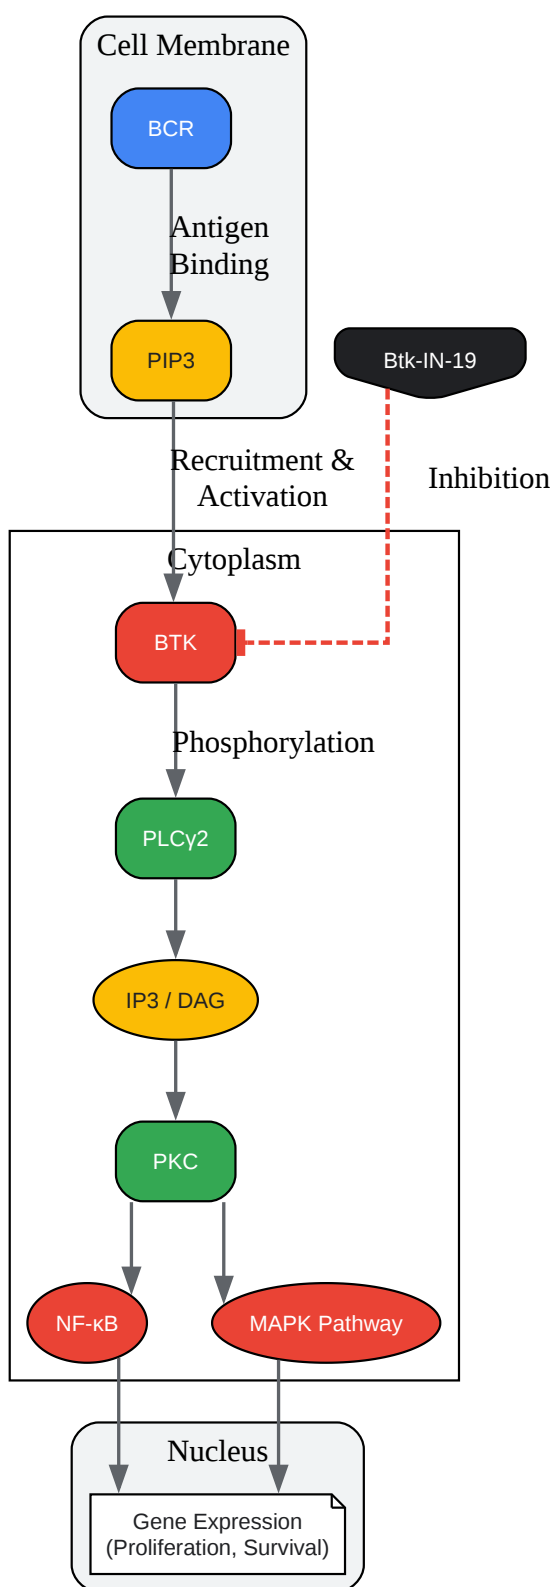 Cell Membrane
BCR
Antigen
Binding
PIP3
Btk-IN-19
Recruitment &
Activation
Inhibition
Cytoplasm
BTK
Phosphorylation
PLCγ2
IP3 / DAG
PKC
NF-κB
MAPK Pathway
Nucleus
Gene Expression
(Proliferation, Survival)